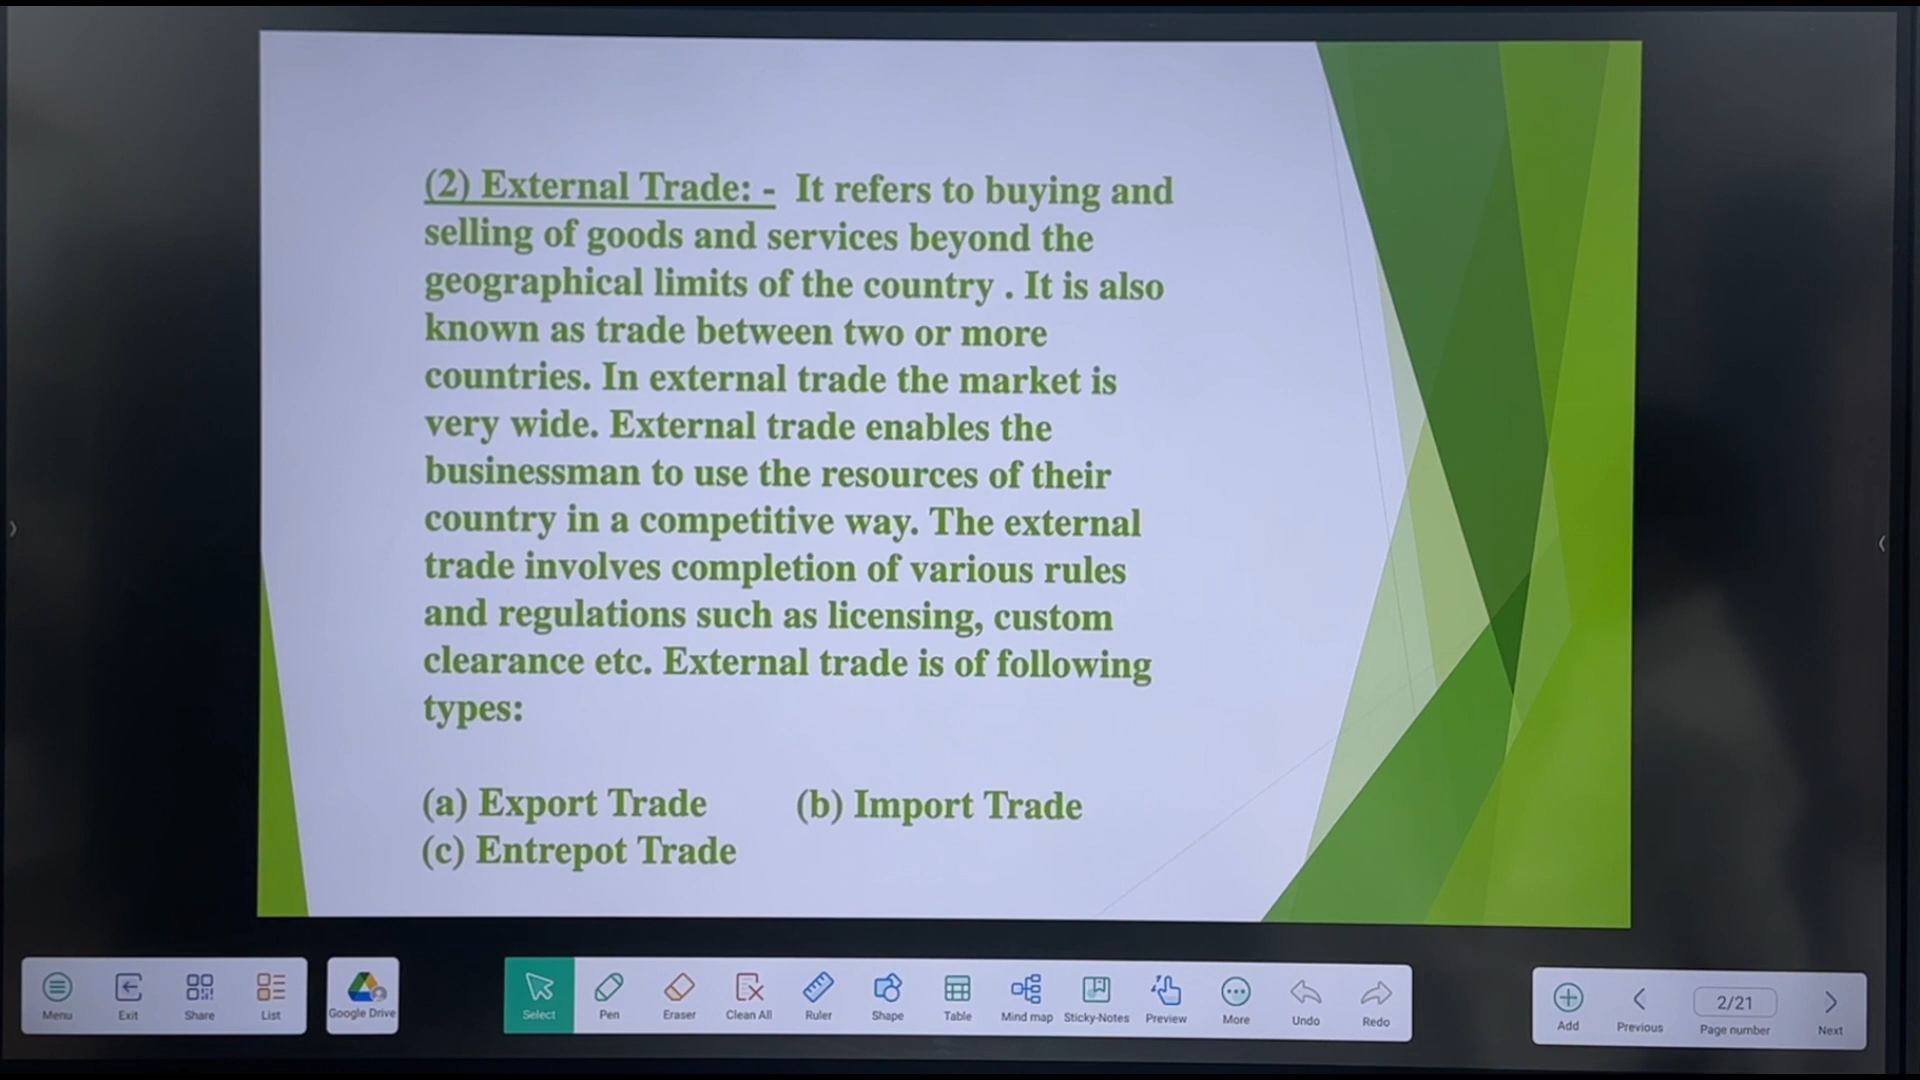 (2) External Trade: - It refers to buying and
selling of goods and services beyond the
geographical limits of the country . It is also
known as trade between two or more
countries. In external trade the market is
very wide. External trade enables the
businessman to use the resources of their
country in a competitive way. The external
trade involves completion of various rules
and regulations such as licensing, custom
clearance etc. External trade is of following
types:
(a) Export Trade (b) Import Trade
(c) Entrepot Trade
Menu Exit Share List Google Drive Select Pen Eraser Clean All Ruler Shape Table Mind map Sticky-Notes Preview More Undo Redo Add Previous 2/21 Page number Next